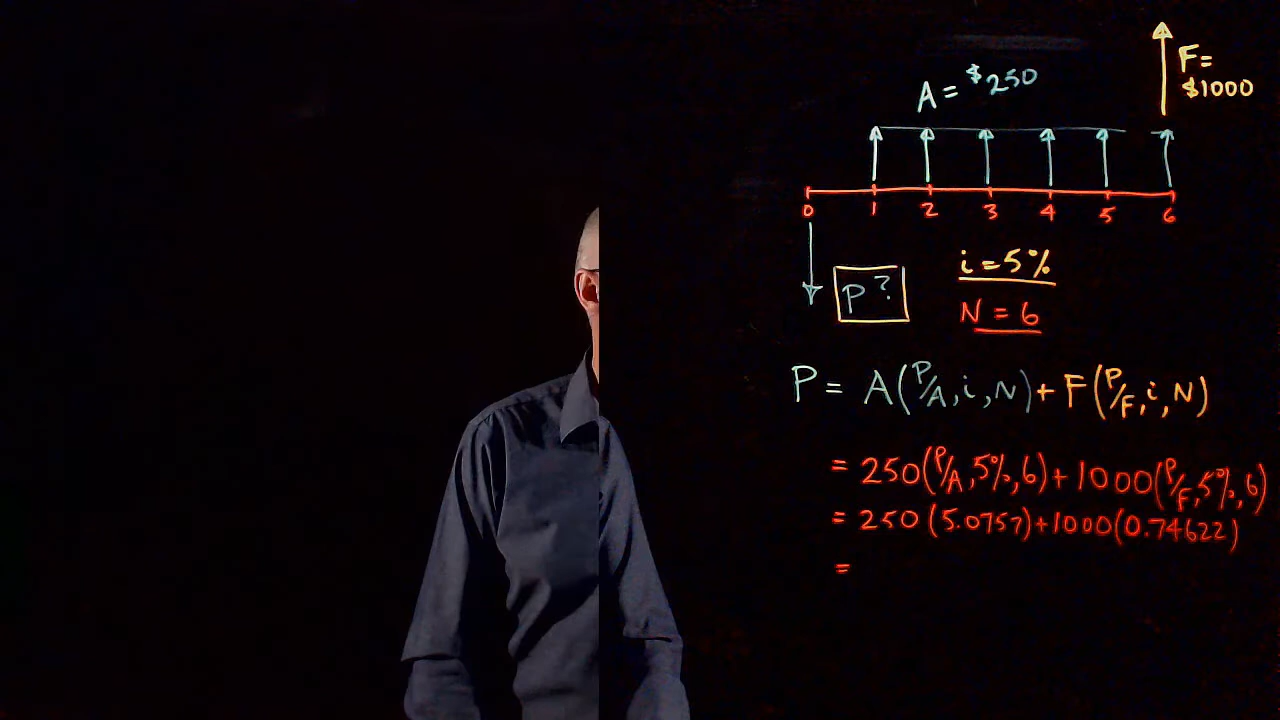 A = $250
F =
$1000
0 1 2 3 4 5 6
P?
i = 5%
N = 6
P = A(P/A, i, N) + F(P/F, i, N)
= 250(P/A, 5%, 6) + 1000(P/F, 5%, 6)
= 250 (5.0757) + 1000(0.74622)
=